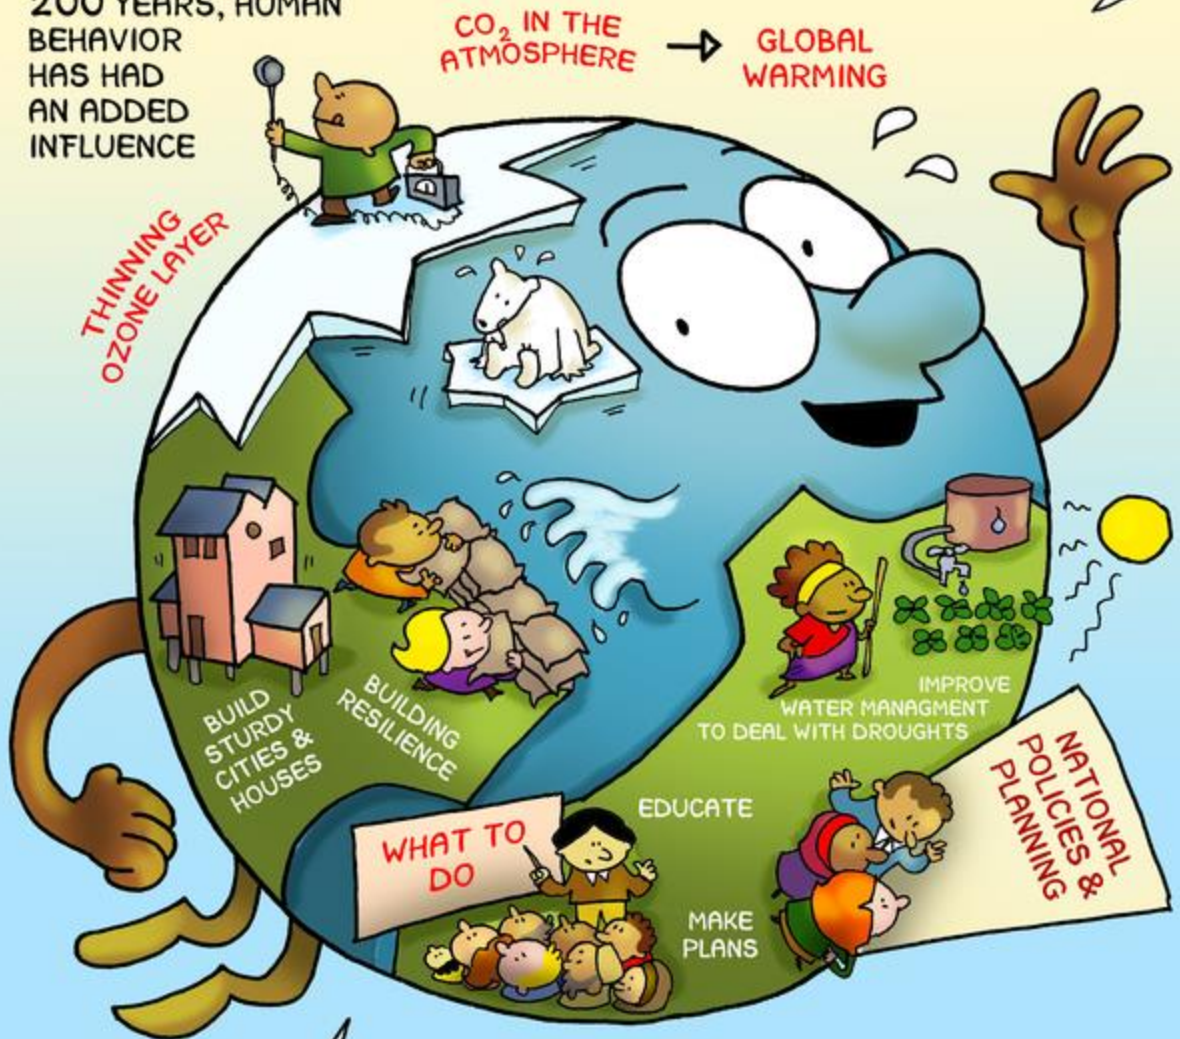 200 YEARS, HUMAN
BEHAVIOR
HAS HAD
AN ADDED
INFLUENCE
CO₂ IN THE
ATMOSPHERE
GLOBAL
WARMING
THINNING
OZONE LAYER
BUILD
STURDY
CITIES &
HOUSES
BUILDING
RESILIENCE
IMPROVE
WATER MANAGMENT
TO DEAL WITH DROUGHTS
EDUCATE
WHAT TO
DO
MAKE
PLANS
NATIONAL
POLICIES &
PLANNING